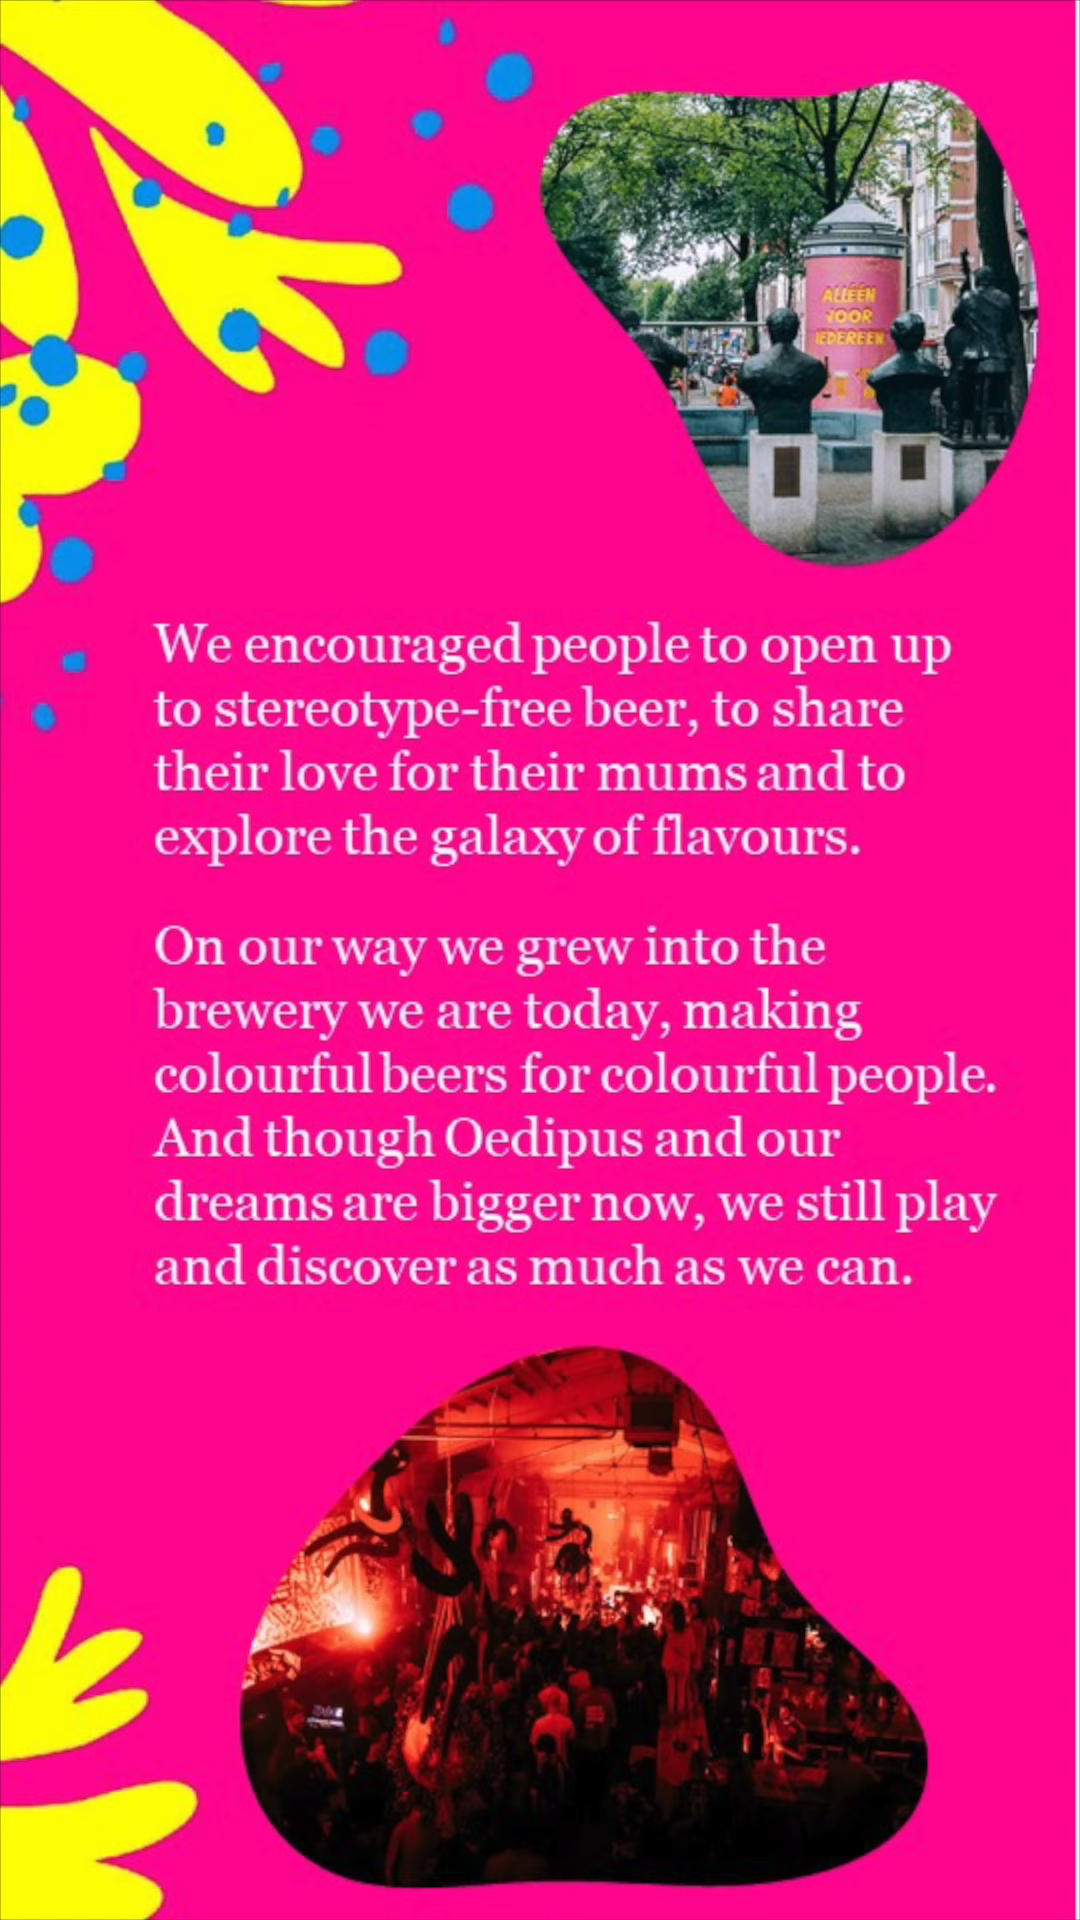 ALLÉÉN
VOOR
IEDEREEN
We encouraged people to open up
to stereotype-free beer, to share
their love for their mums and to
explore the galaxy of flavours.
On our way we grew into the
brewery we are today, making
colourful beers for colourful people.
And though Oedipus and our
dreams are bigger now, we still play
and discover as much as we can.